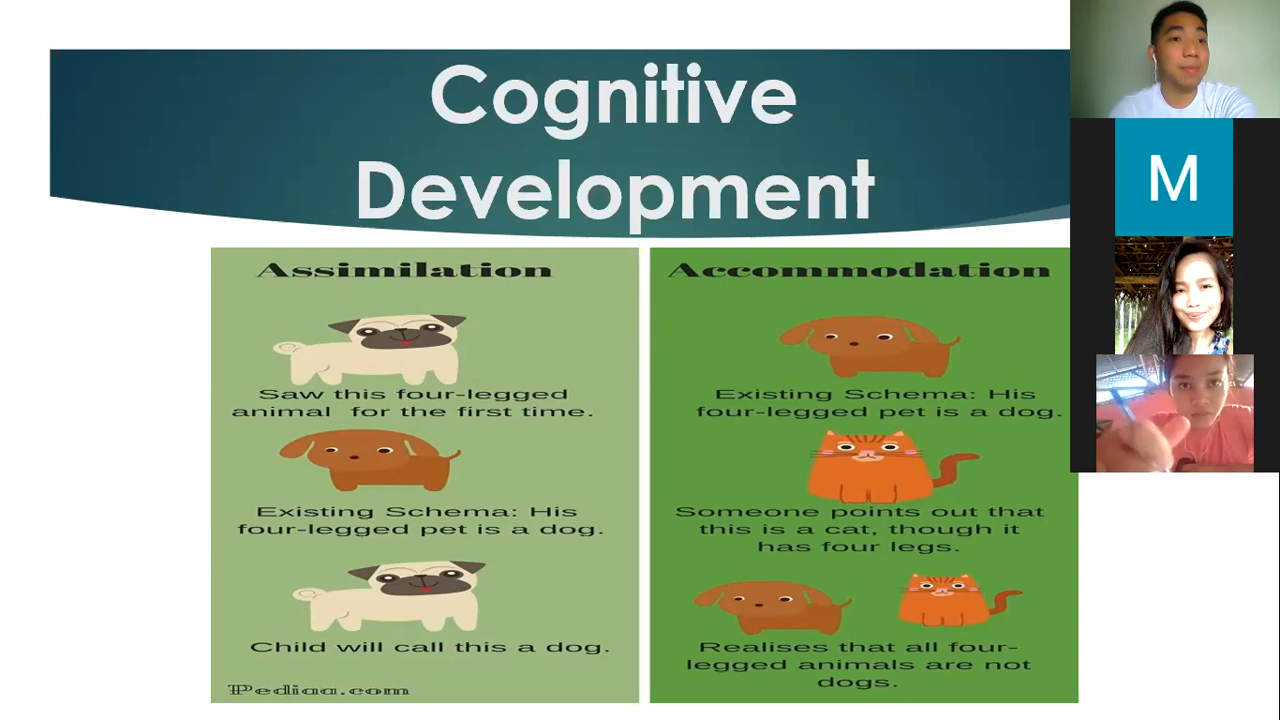 Cognitive
Development
Assimilation
Saw this four-legged
animal for the first time.
Existing Schema: His
four-legged pet is a dog.
Child will call this a dog.
Pediaa.com
Accommodation
Existing Schema: His
four-legged pet is a dog.
Someone points out that
this is a cat, though it
has four legs.
Realises that all four-
legged animals are not
dogs.
M